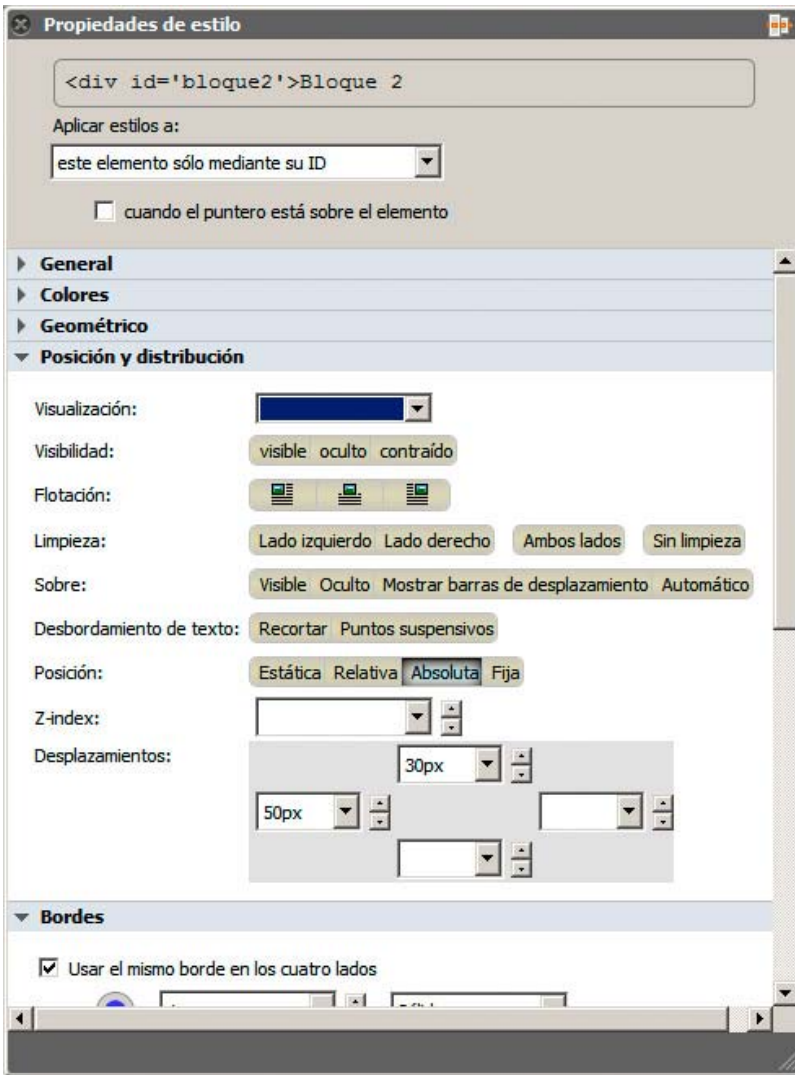 Propiedades de estilo
<div id='bloque2'>Bloque 2
Aplicar estilos a:
este elemento sólo mediante su ID
cuando el puntero está sobre el elemento
General
Colores
Geométrico
Posición y distribución
Visualización:
Visibilidad: visible oculto contraído
Flotación:
Limpieza: Lado izquierdo Lado derecho Ambos lados Sin limpieza
Sobre: Visible Oculto Mostrar barras de desplazamiento Automático
Desbordamiento de texto: Recortar Puntos suspensivos
Posición: Estática Relativa Absoluta Fija
Z-index:
Desplazamientos:
30px
50px
Bordes
Usar el mismo borde en los cuatro lados